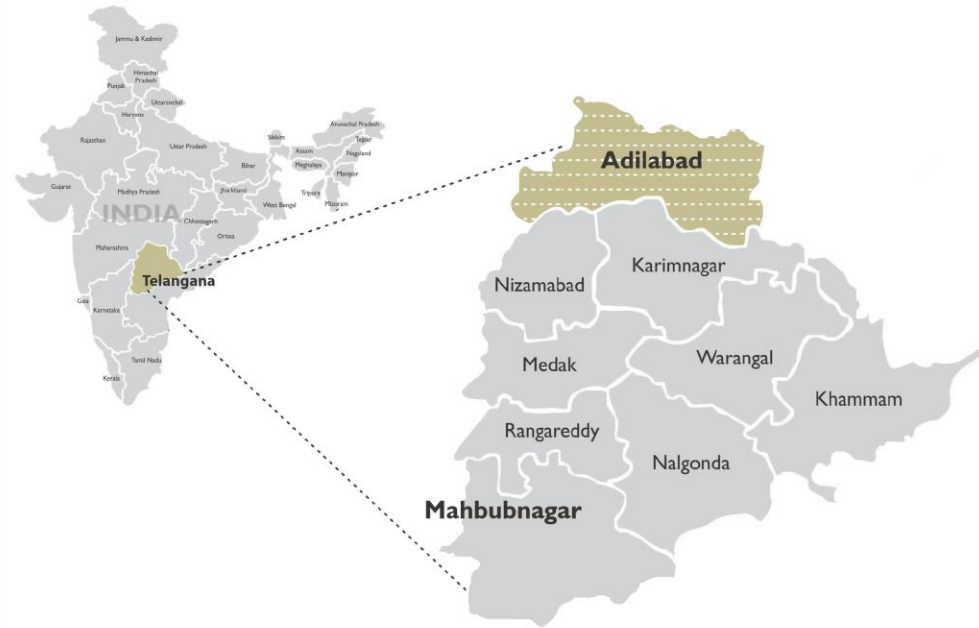 Jammu & Kashmir
Himachal
Pradesh
Punjab
Uttaranchal
Haryana
Rajasthan
Uttar Pradesh
Bihar
Sikkim
Arunachal Pradesh
Assam
Nagaland
Meghalaya
Manipur
Tripura
Mizoram
Gujarat
Madhya Pradesh
Jharkhand
West Bengal
INDIA
Chhattisgarh
Orissa
Maharashtra
Telangana
Goa
Karnataka
Tamil Nadu
Kerala
Adilabad
Nizamabad
Karimnagar
Medak
Warangal
Khammam
Rangareddy
Nalgonda
Mahbubnagar